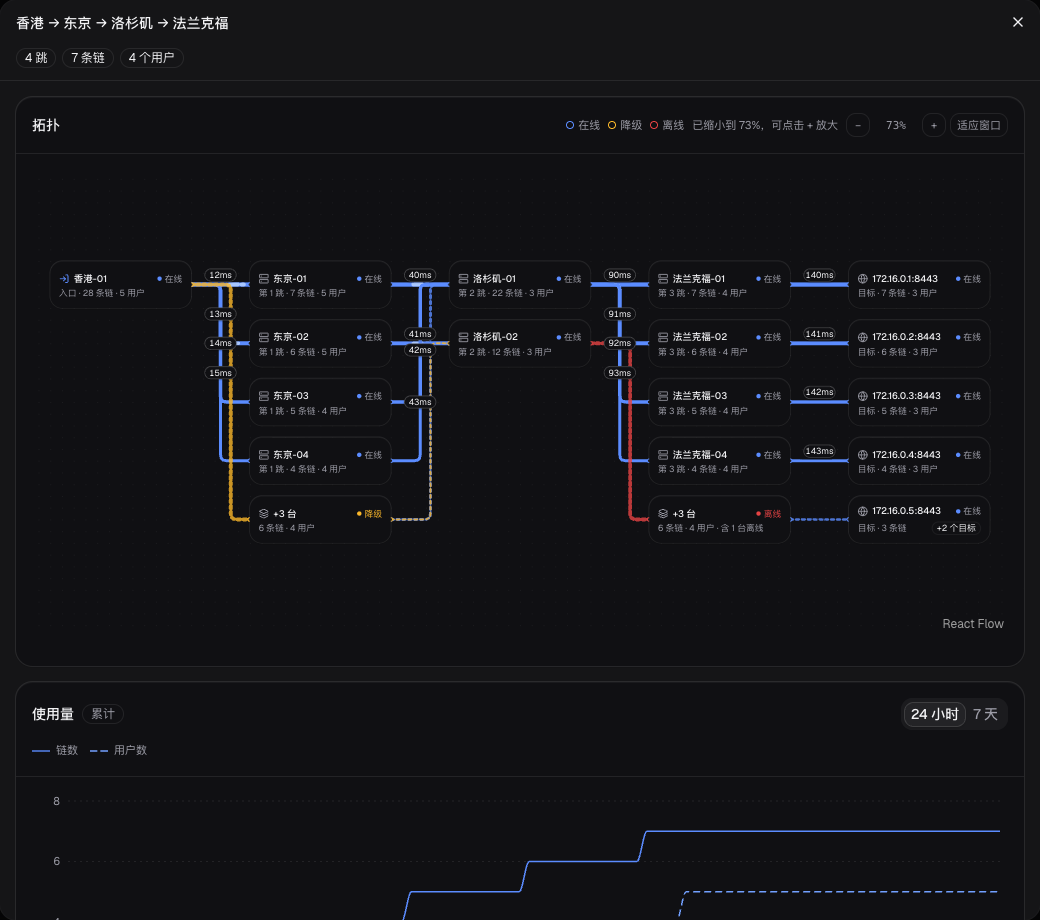 香港 → 东京 → 洛杉矶 → 法兰克福
4 跳
7 条链
4 个用户
拓扑
在线
降级
离线
已缩小到 73%，可点击 + 放大
−
73%
+
适应窗口
香港-01
在线
入口 · 28 条链 · 5 用户
12ms
13ms
14ms
15ms
东京-01
在线
第 1 跳 · 7 条链 · 5 用户
东京-02
在线
第 1 跳 · 6 条链 · 5 用户
东京-03
在线
第 1 跳 · 5 条链 · 4 用户
东京-04
在线
第 1 跳 · 4 条链 · 4 用户
+3 台
降级
6 条链 · 4 用户
40ms
41ms
42ms
43ms
洛杉矶-01
在线
第 2 跳 · 22 条链 · 3 用户
洛杉矶-02
在线
第 2 跳 · 12 条链 · 3 用户
90ms
91ms
92ms
93ms
法兰克福-01
在线
第 3 跳 · 7 条链 · 4 用户
法兰克福-02
在线
第 3 跳 · 6 条链 · 4 用户
法兰克福-03
在线
第 3 跳 · 5 条链 · 4 用户
法兰克福-04
在线
第 3 跳 · 4 条链 · 4 用户
+3 台
离线
6 条链 · 4 用户 · 含 1 台离线
140ms
141ms
142ms
143ms
172.16.0.1:8443
在线
目标 · 7 条链 · 3 用户
172.16.0.2:8443
在线
目标 · 6 条链 · 3 用户
172.16.0.3:8443
在线
目标 · 5 条链 · 3 用户
172.16.0.4:8443
在线
目标 · 4 条链 · 3 用户
172.16.0.5:8443
在线
目标 · 3 条链
+2 个目标
React Flow
使用量
累计
24 小时
7 天
链数
用户数
8
6